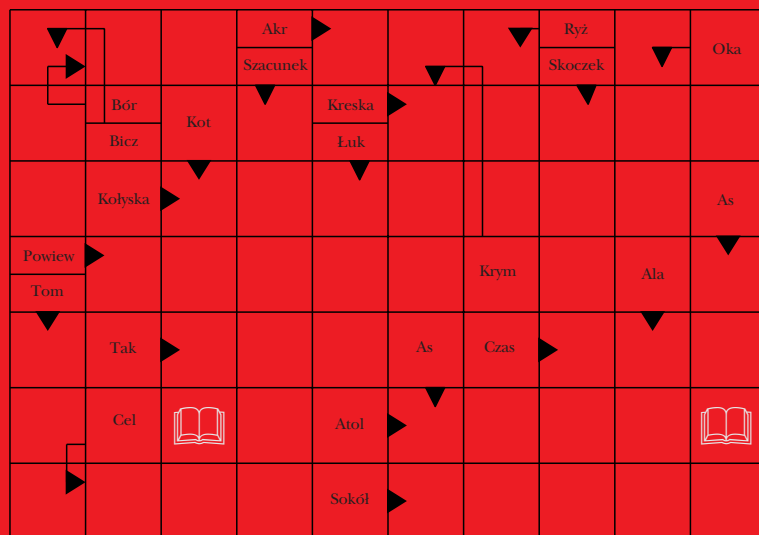 Akr
Ryż
Szacunek
Skoczek
Oka
Bór
Kreska
Kot
Bicz
Łuk
Kołyska
As
Powiew
Krym
Ala
Tom
Tak
As
Czas
Cel
Atol
Sokół